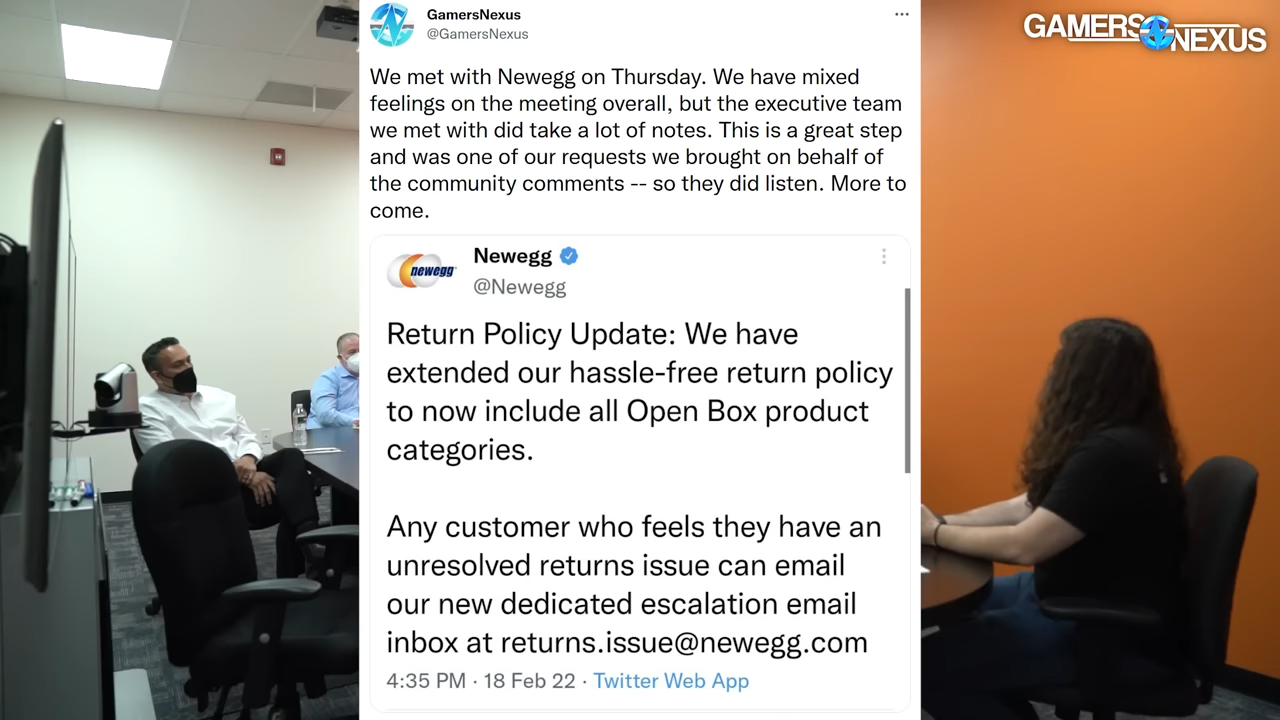 GamersNexus
@GamersNexus
We met with Newegg on Thursday. We have mixed
feelings on the meeting overall, but the executive team
we met with did take a lot of notes. This is a great step
and was one of our requests we brought on behalf of
the community comments -- so they did listen. More to
come.
newegg
Newegg
@Newegg
Return Policy Update: We have
extended our hassle-free return policy
to now include all Open Box product
categories.
Any customer who feels they have an
unresolved returns issue can email
our new dedicated escalation email
inbox at returns.issue@newegg.com
4:35 PM · 18 Feb 22 · Twitter Web App
GAMERS
NEXUS